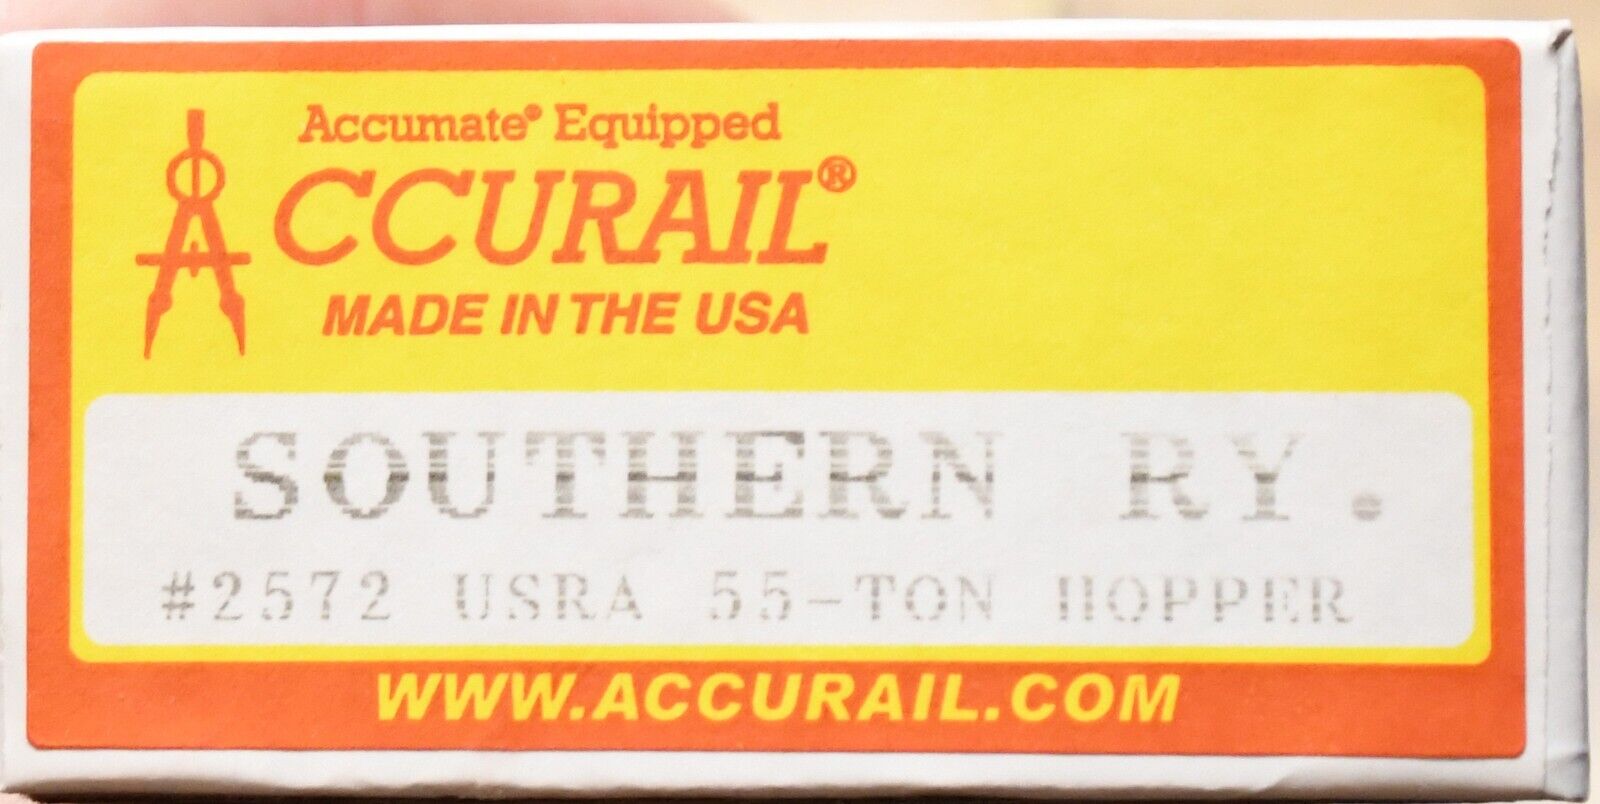 Accumate® Equipped
ACCURAIL®
MADE IN THE USA
SOUTHERN RY.
#2572 USRA 55-TON HOPPER
WWW.ACCURAIL.COM